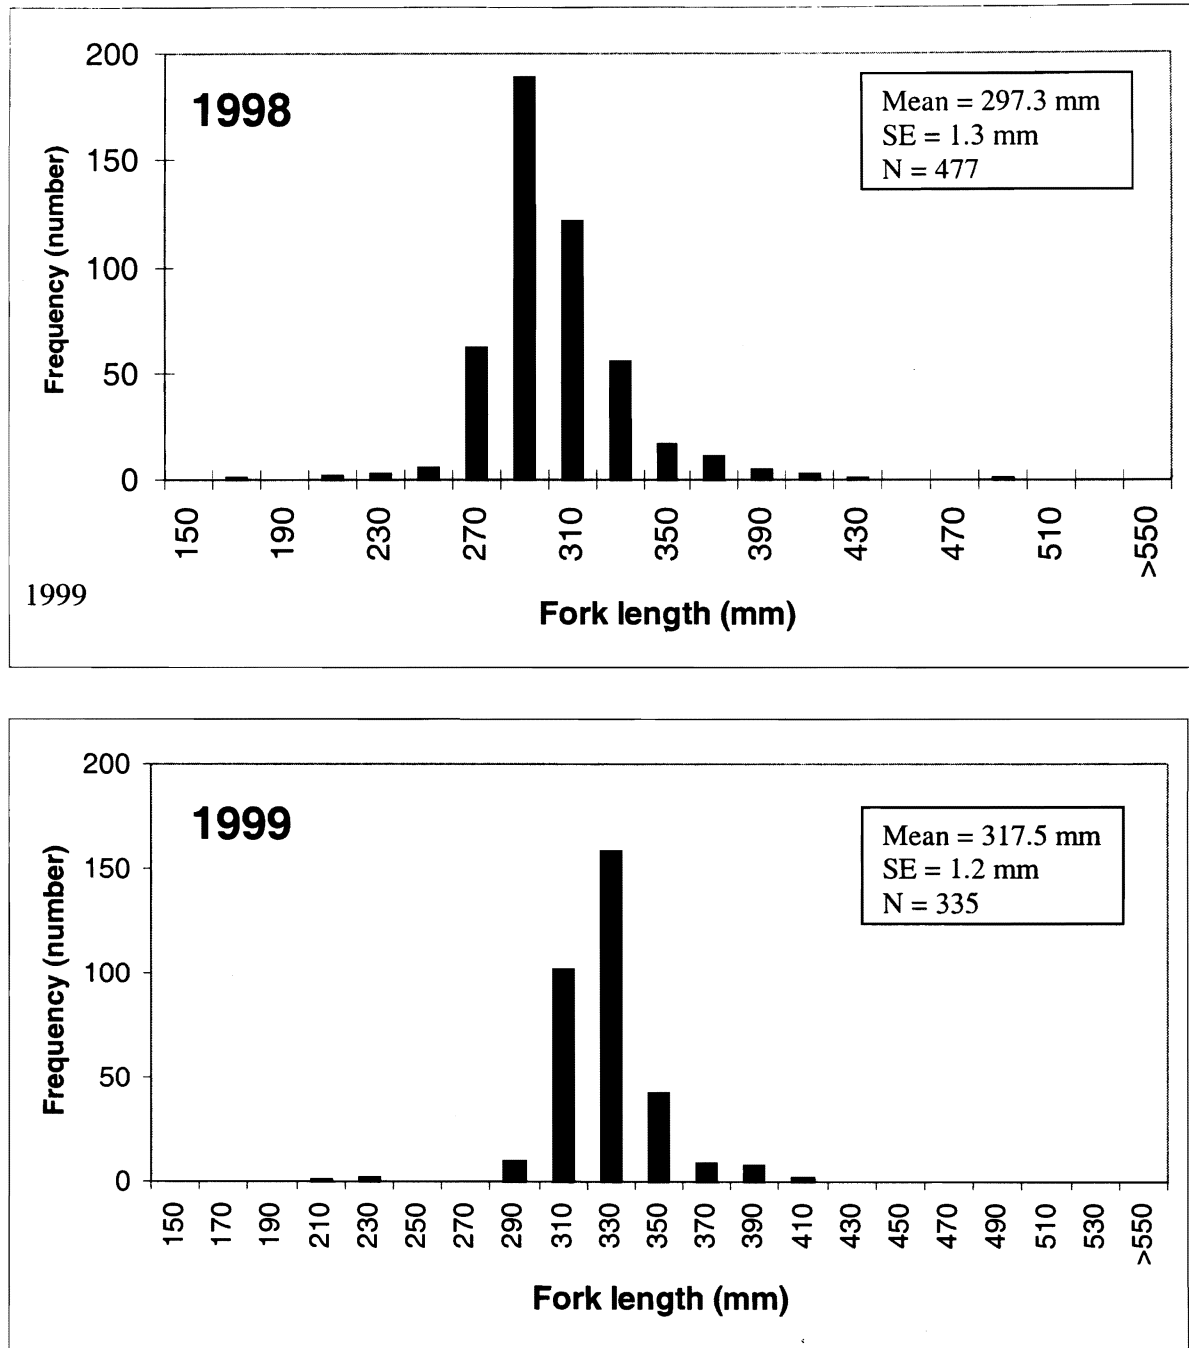 200
1998
Mean = 297.3 mm
SE = 1.3 mm
N = 477
150
100
50
0
Frequency (number)
150 190 230 270 310 350 390 430 470 510 >550
1999
Fork length (mm)
200
1999
Mean = 317.5 mm
SE = 1.2 mm
N = 335
150
100
50
0
Frequency (number)
150 170 190 210 230 250 270 290 310 330 350 370 390 410 430 450 470 490 510 530 >550
Fork length (mm)